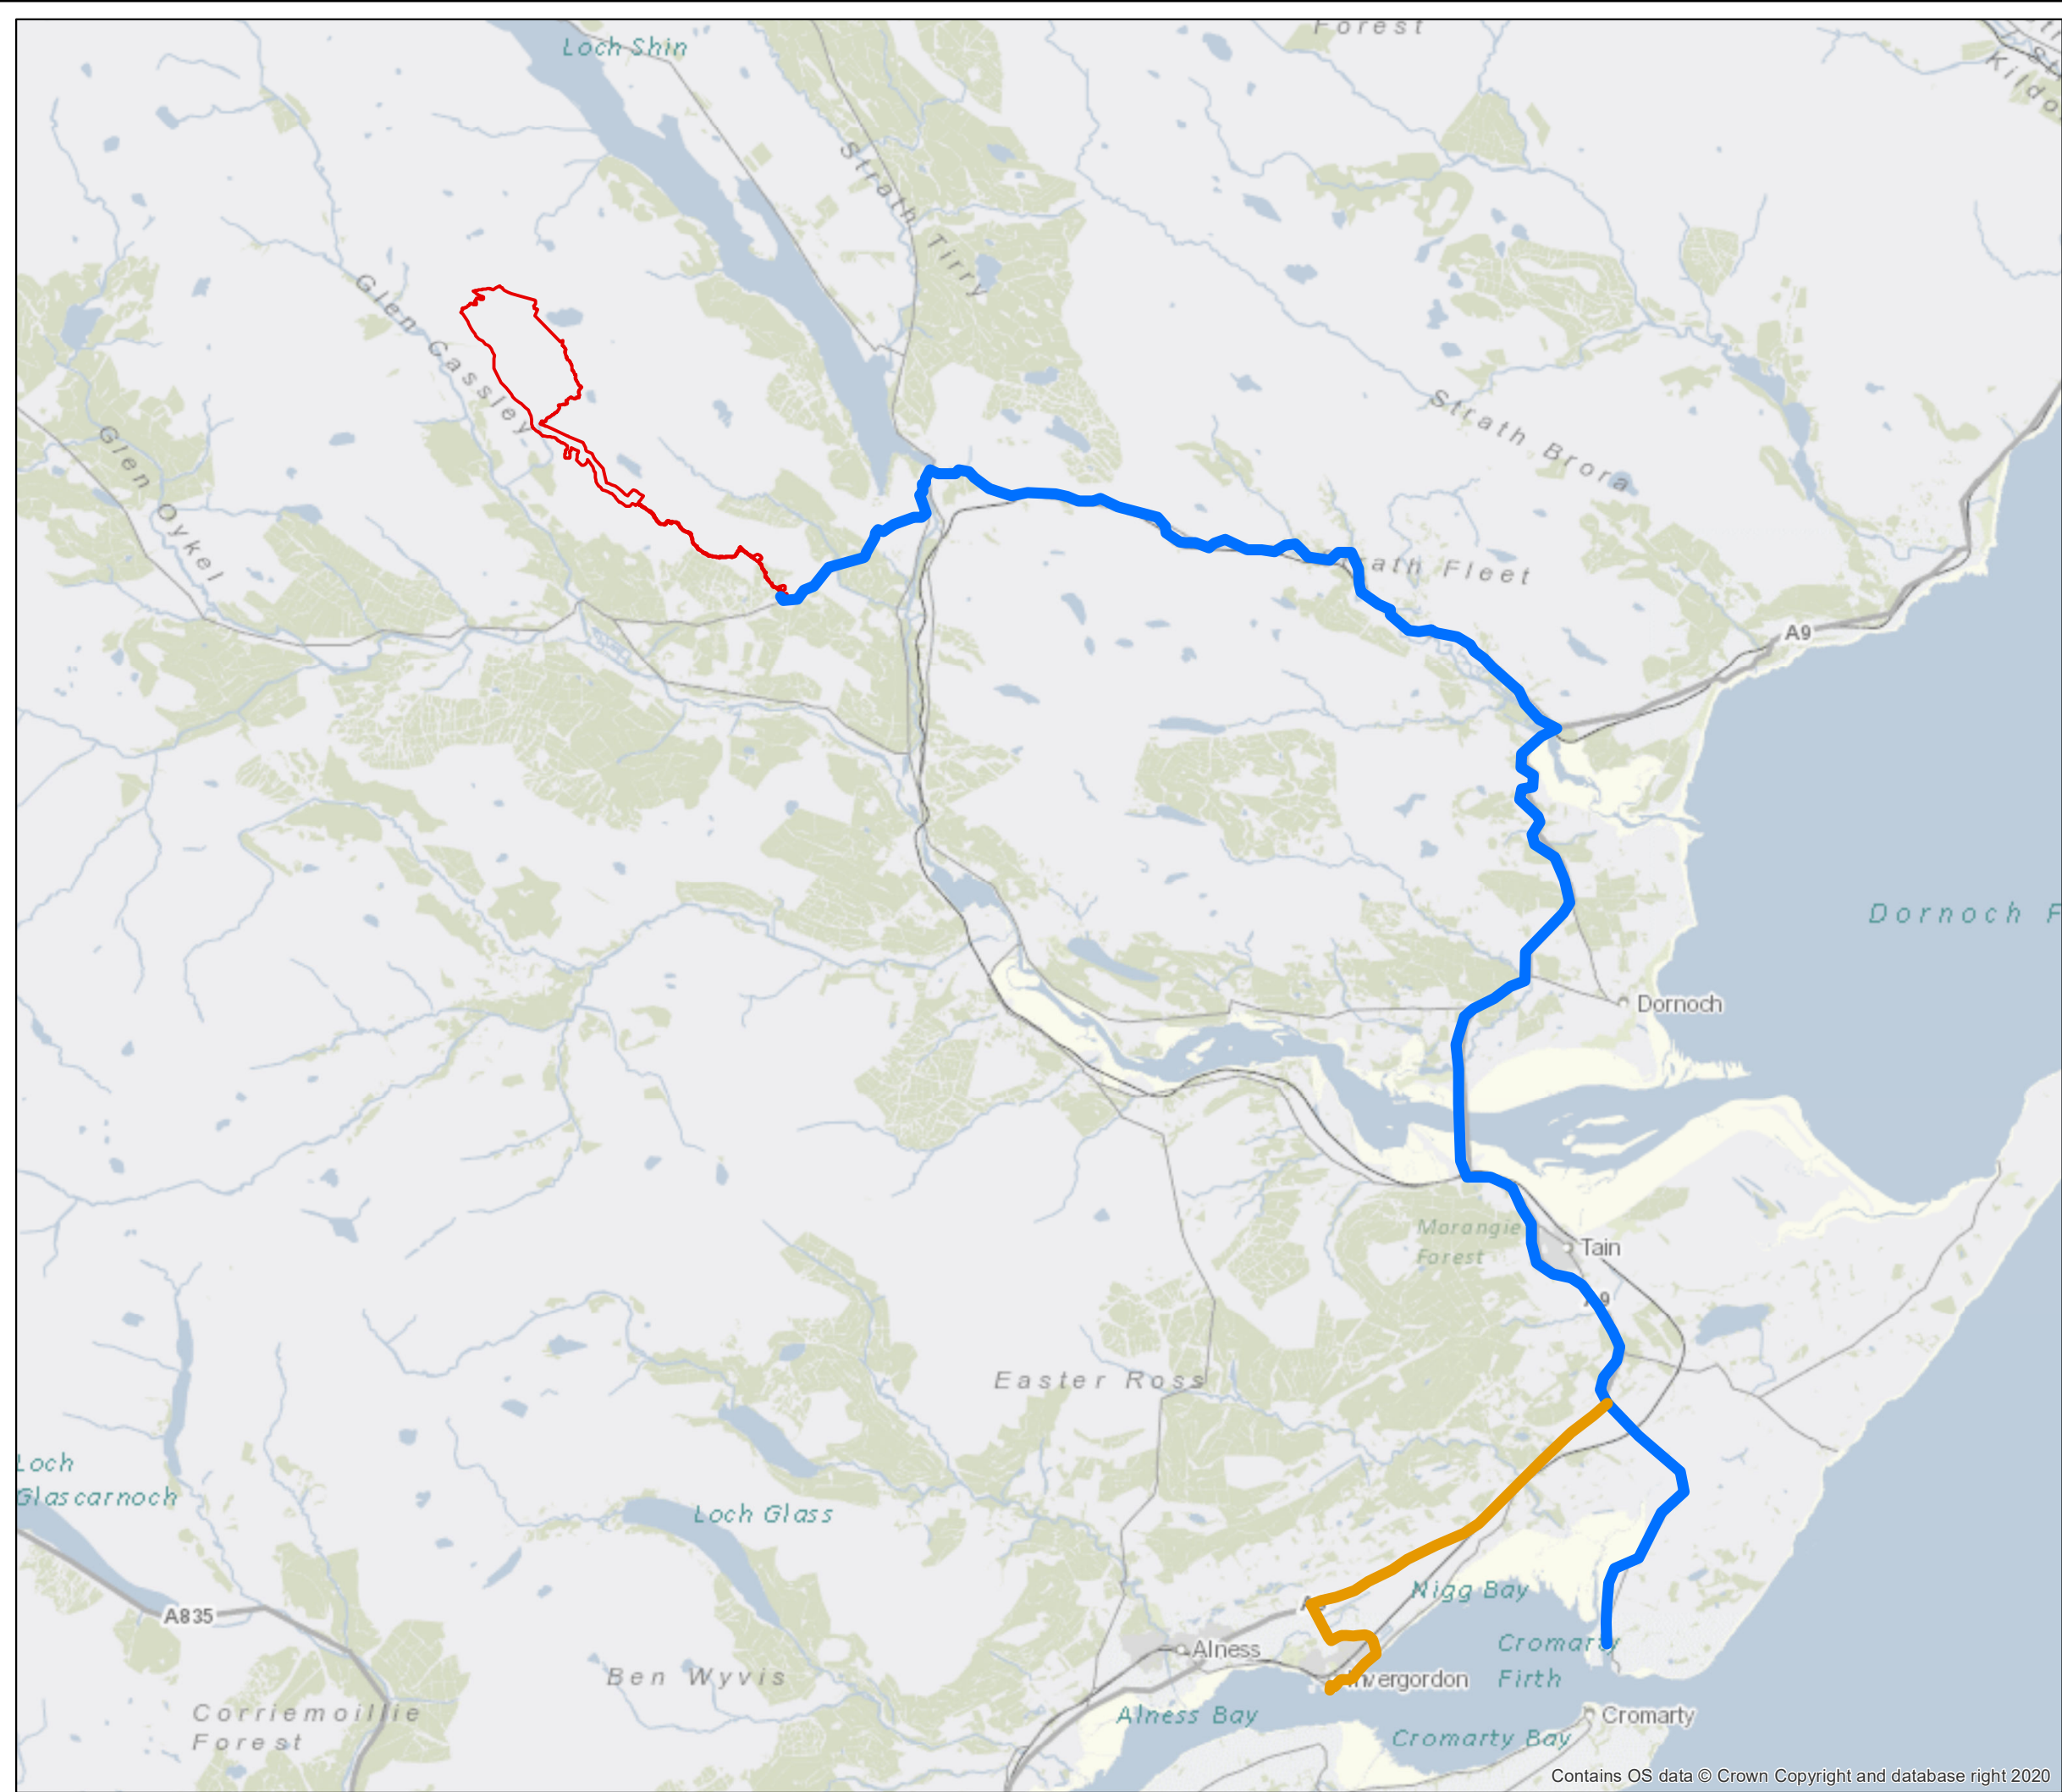 Forest
Loch Shin
Strath
Kildo
Strath Tirry
Glen Cassley
Glen Oykel
Strath Brora
rath Fleet
A9
Dornoch F
Dornoch
Morangie
Forest
Tain
Easter Ross
Loch
Glascarnoch
Loch Glass
A835
Nigg Bay
Alness
Cromarty
Firth
Invergordon
Ben Wyvis
Corriemoillie
Forest
Alness Bay
Cromarty
Cromarty Bay
Contains OS data © Crown Copyright and database right 2020